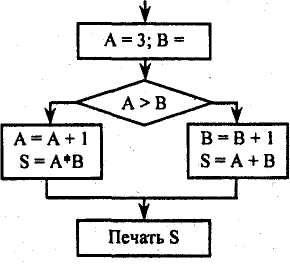 A = 3; B =
A > B
A = A + 1
S = A*B
B = B + 1
S = A + B
Печать S